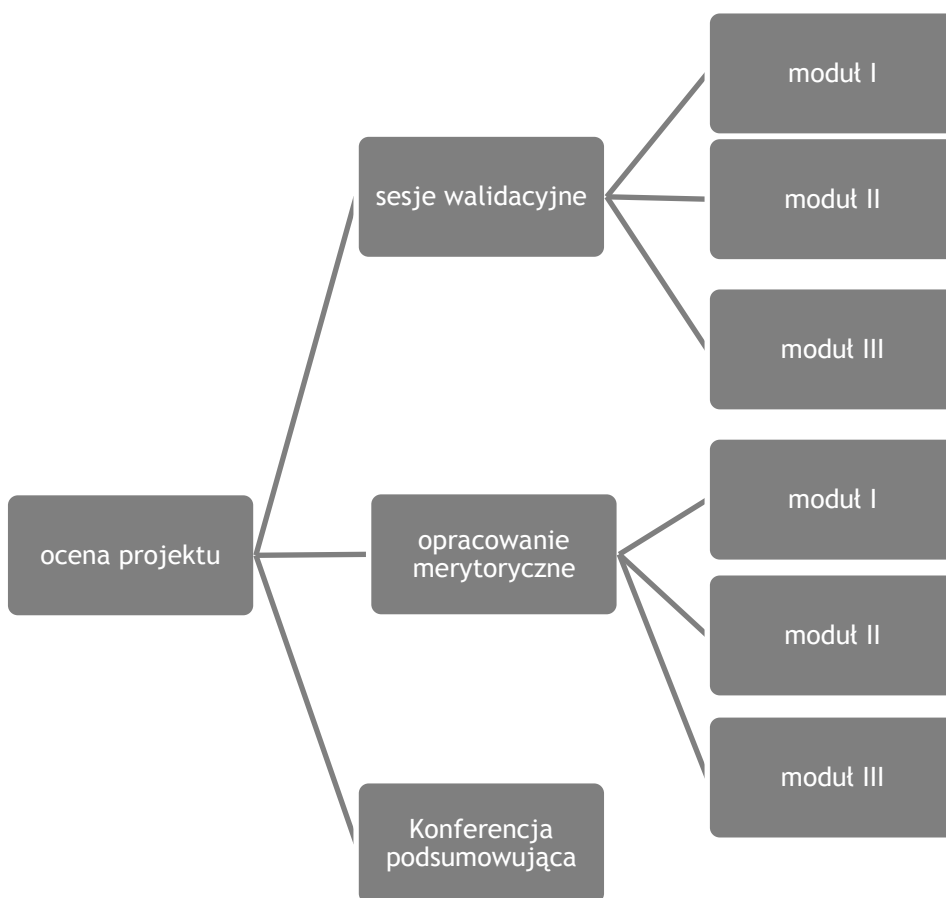 moduł I
sesje walidacyjne
moduł II
moduł III
moduł I
ocena projektu
opracowanie
merytoryczne
moduł II
moduł III
Konferencja
podsumowująca